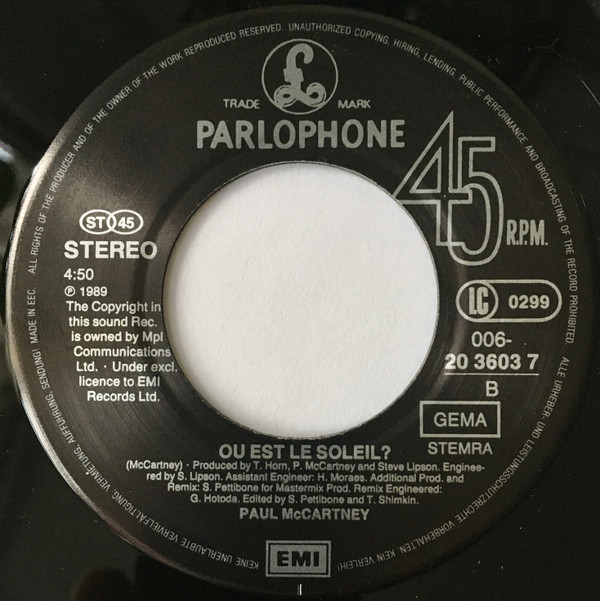 ALL RIGHTS OF THE PRODUCER AND OF THE OWNER OF THE WORK REPRODUCED RESERVED. UNAUTHORIZED COPYING, HIRING, LENDING, PUBLIC PERFORMANCE AND BROADCASTING OF THE RECORD PROHIBITED.
£
TRADE MARK
PARLOPHONE
45 R.P.M.
ST 45
STEREO
4:50
℗ 1989
The Copyright in
this sound Rec.
is owned by Mpl
Communications
Ltd. · Under excl.
licence to EMI
Records Ltd.
LC 0299
006-
20 3603 7
B
GEMA
STEMRA
OU EST LE SOLEIL?
(McCartney) · Produced by T. Horn, P. McCartney and Steve Lipson. Enginee-
red by S. Lipson. Assistant Engineer: H. Moraes. Additional Prod. and
Remix: S. Pettibone for Mastermix Prod. Remix Engineered:
G. Hotoda. Edited by S. Pettibone and T. Shimkin.
PAUL McCARTNEY
EMI
ALLE URHEBER- UND LEISTUNGSSCHUTZRECHTE VORBEHALTEN KEIN VERLEIH!
KEINE UNERLAUBTE VERVIELFÄLTIGUNG, VERMIETUNG, AUFFÜHRUNG, SENDUNG! MADE IN EEC.